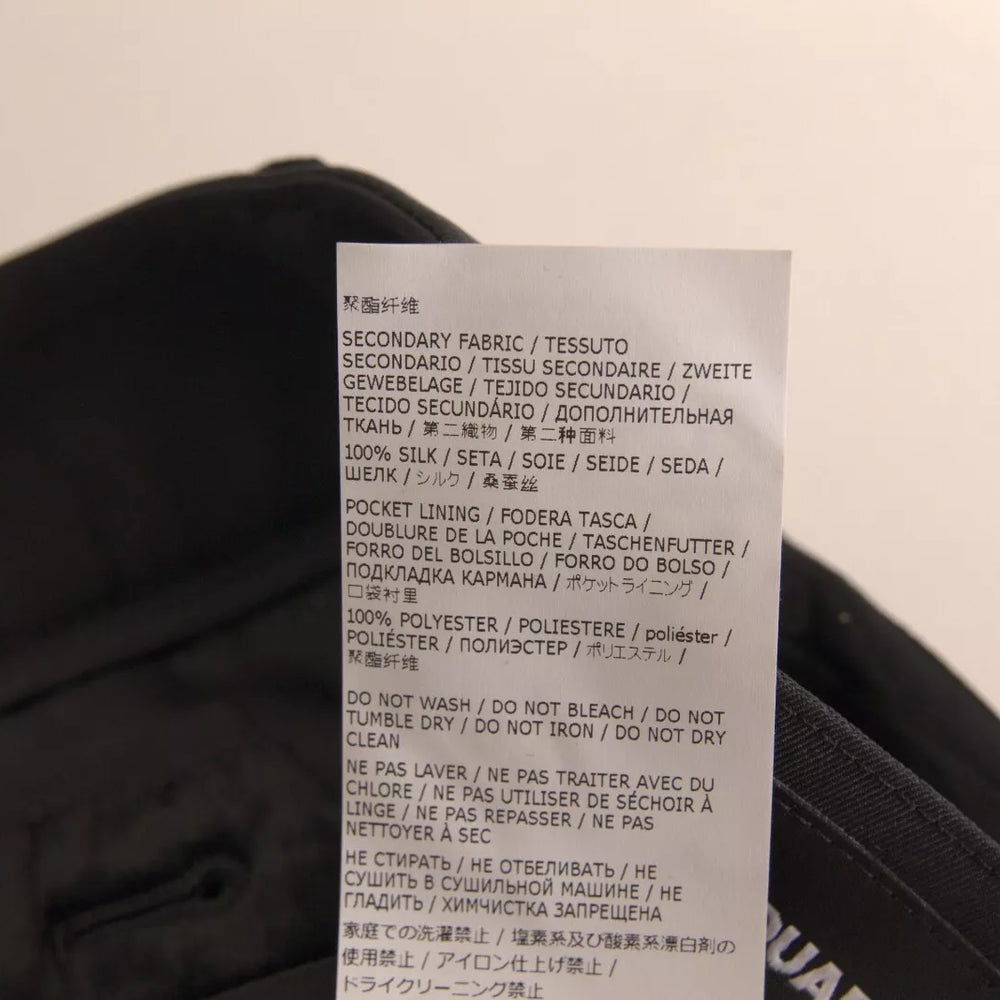 聚酯纤维
SECONDARY FABRIC / TESSUTO
SECONDARIO / TISSU SECONDAIRE / ZWEITE
GEWEBELAGE / TEJIDO SECUNDARIO /
TECIDO SECUNDÁRIO / ДОПОЛНИТЕЛЬНАЯ
ТКАНЬ / 第二織物 / 第二种面料
100% SILK / SETA / SOIE / SEIDE / SEDA /
ШЕЛК / シルク / 桑蚕丝
POCKET LINING / FODERA TASCA /
DOUBLURE DE LA POCHE / TASCHENFUTTER /
FORRO DEL BOLSILLO / FORRO DO BOLSO /
ПОДКЛАДКА КАРМАНА / ポケットライニング /
口袋衬里
100% POLYESTER / POLIESTERE / poliéster /
POLIÉSTER / ПОЛИЭСТЕР / ポリエステル /
聚酯纤维
DO NOT WASH / DO NOT BLEACH / DO NOT
TUMBLE DRY / DO NOT IRON / DO NOT DRY
CLEAN
NE PAS LAVER / NE PAS TRAITER AVEC DU
CHLORE / NE PAS UTILISER DE SÉCHOIR À
LINGE / NE PAS REPASSER / NE PAS
NETTOYER À SEC
НЕ СТИРАТЬ / НЕ ОТБЕЛИВАТЬ / НЕ
СУШИТЬ В СУШИЛЬНОЙ МАШИНЕ / НЕ
ГЛАДИТЬ / ХИМЧИСТКА ЗАПРЕЩЕНА
家庭での洗濯禁止 / 塩素系及び酸素系漂白剤の
使用禁止 / アイロン仕上げ禁止 /
ドライクリーニング禁止